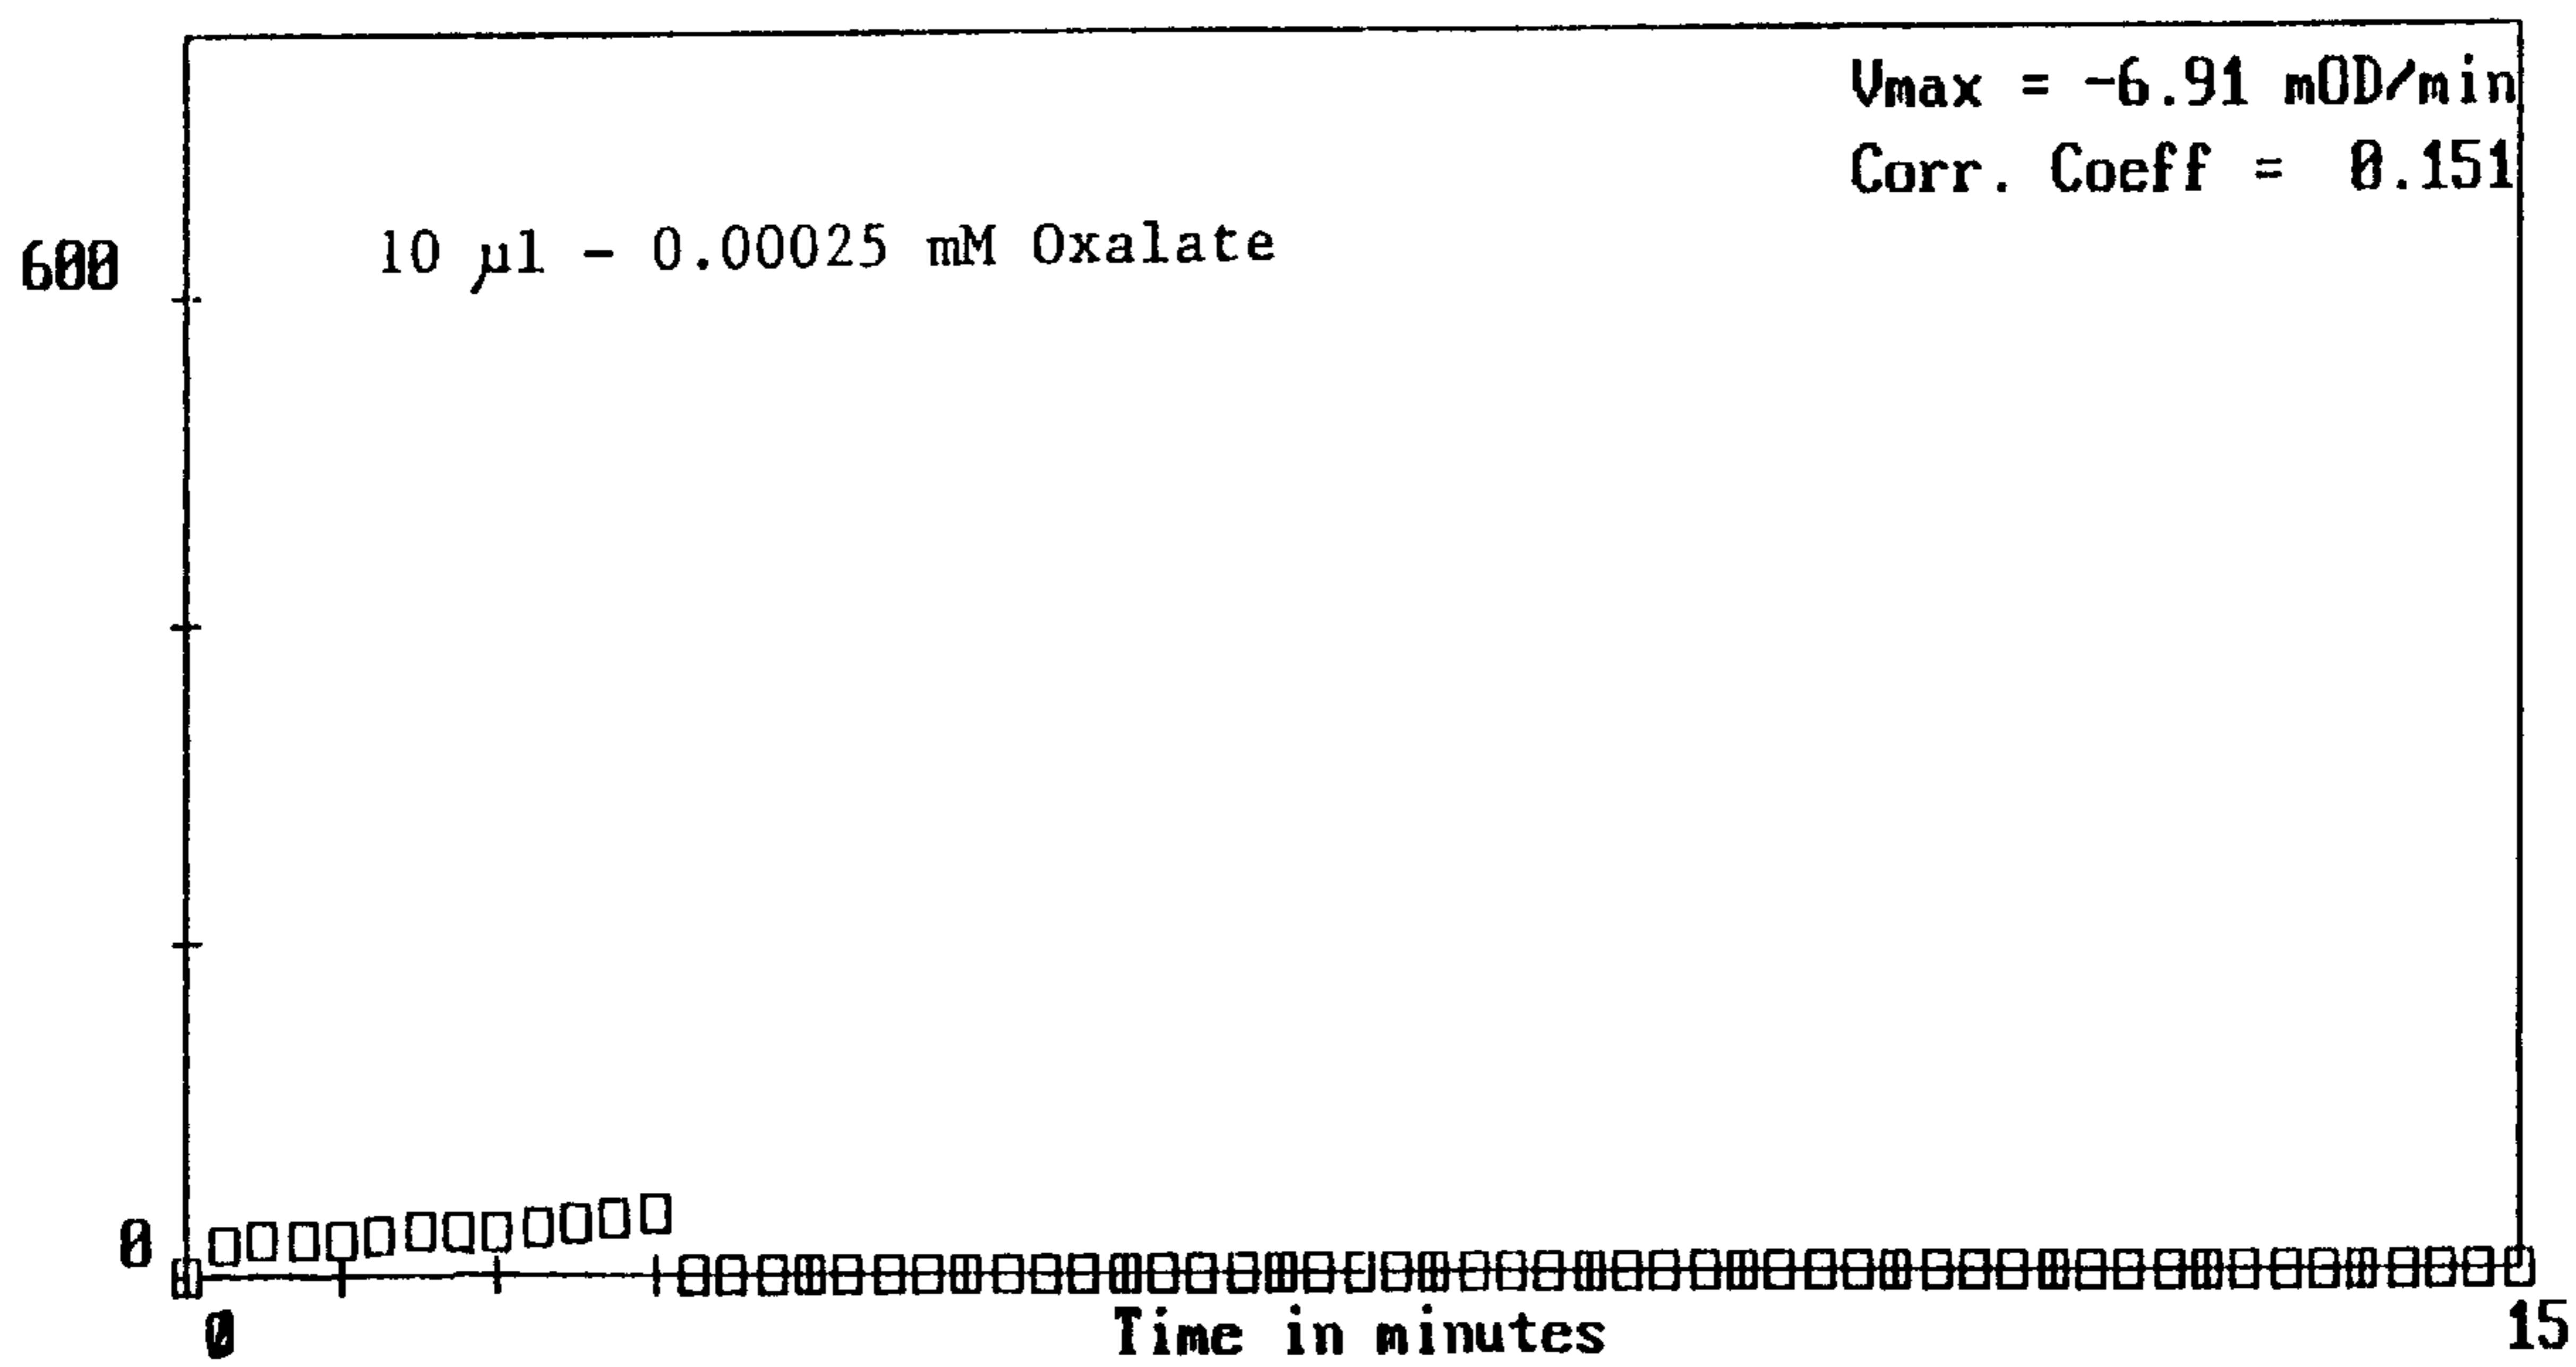 Vmax = -6.91 mOD/min
Corr. Coeff = 0.151
600
10 µl - 0.00025 mM Oxalate
0
0
Time in minutes
15